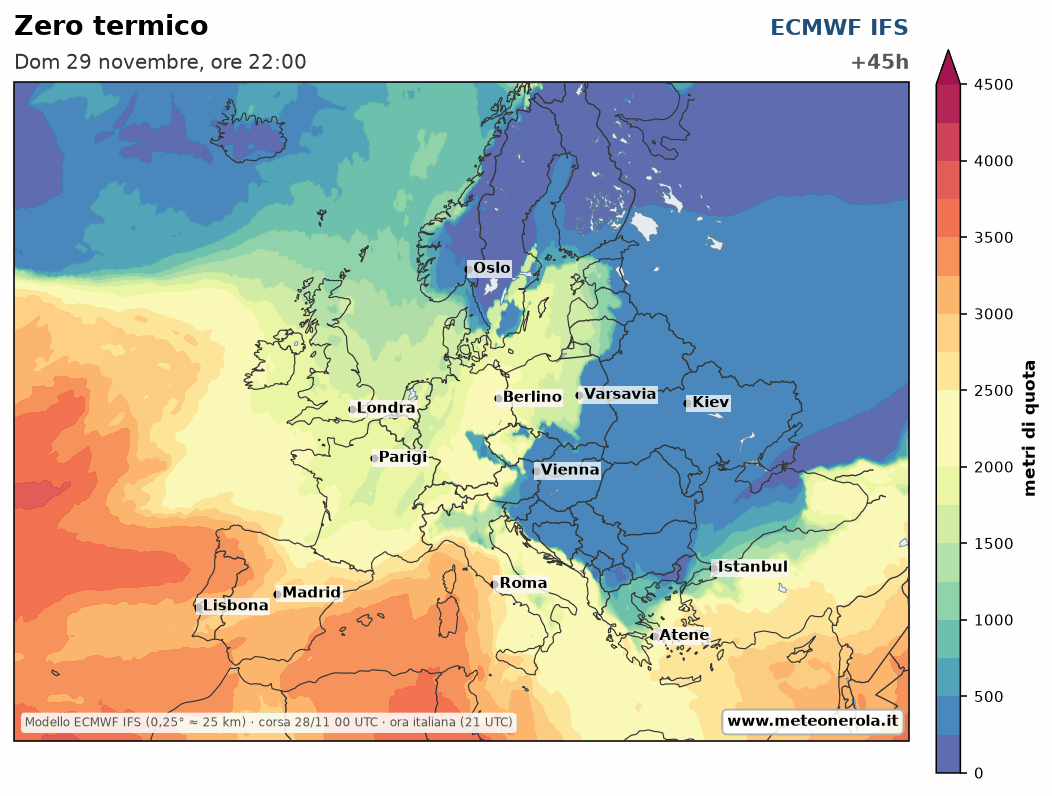 Zero termico
ECMWF IFS
Dom 29 novembre, ore 22:00
+45h
4500
4000
3500
3000
2500
2000
1500
1000
500
0
metri di quota
Oslo
Berlino
Varsavia
Kiev
Londra
Parigi
Vienna
Istanbul
Roma
Madrid
Lisbona
Atene
Modello ECMWF IFS (0,25° ≈ 25 km) · corsa 28/11 00 UTC · ora italiana (21 UTC)
www.meteonerola.it